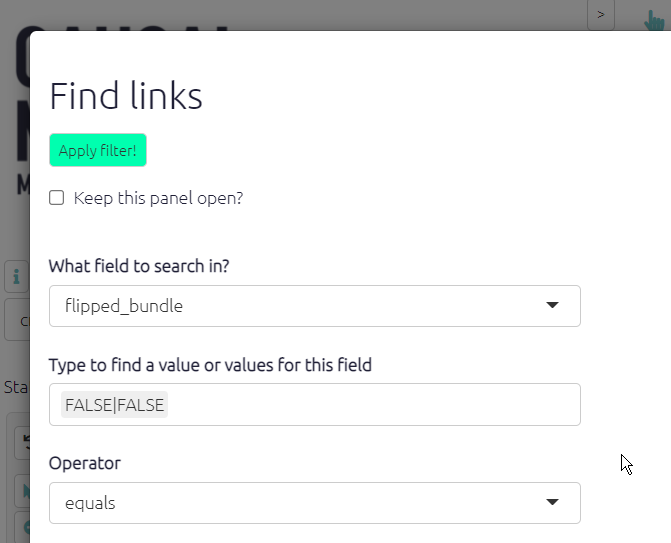 >
Find links
Apply filter!
Keep this panel open?
What field to search in?
flipped_bundle
Type to find a value or values for this field
FALSE|FALSE
Operator
equals
Sta